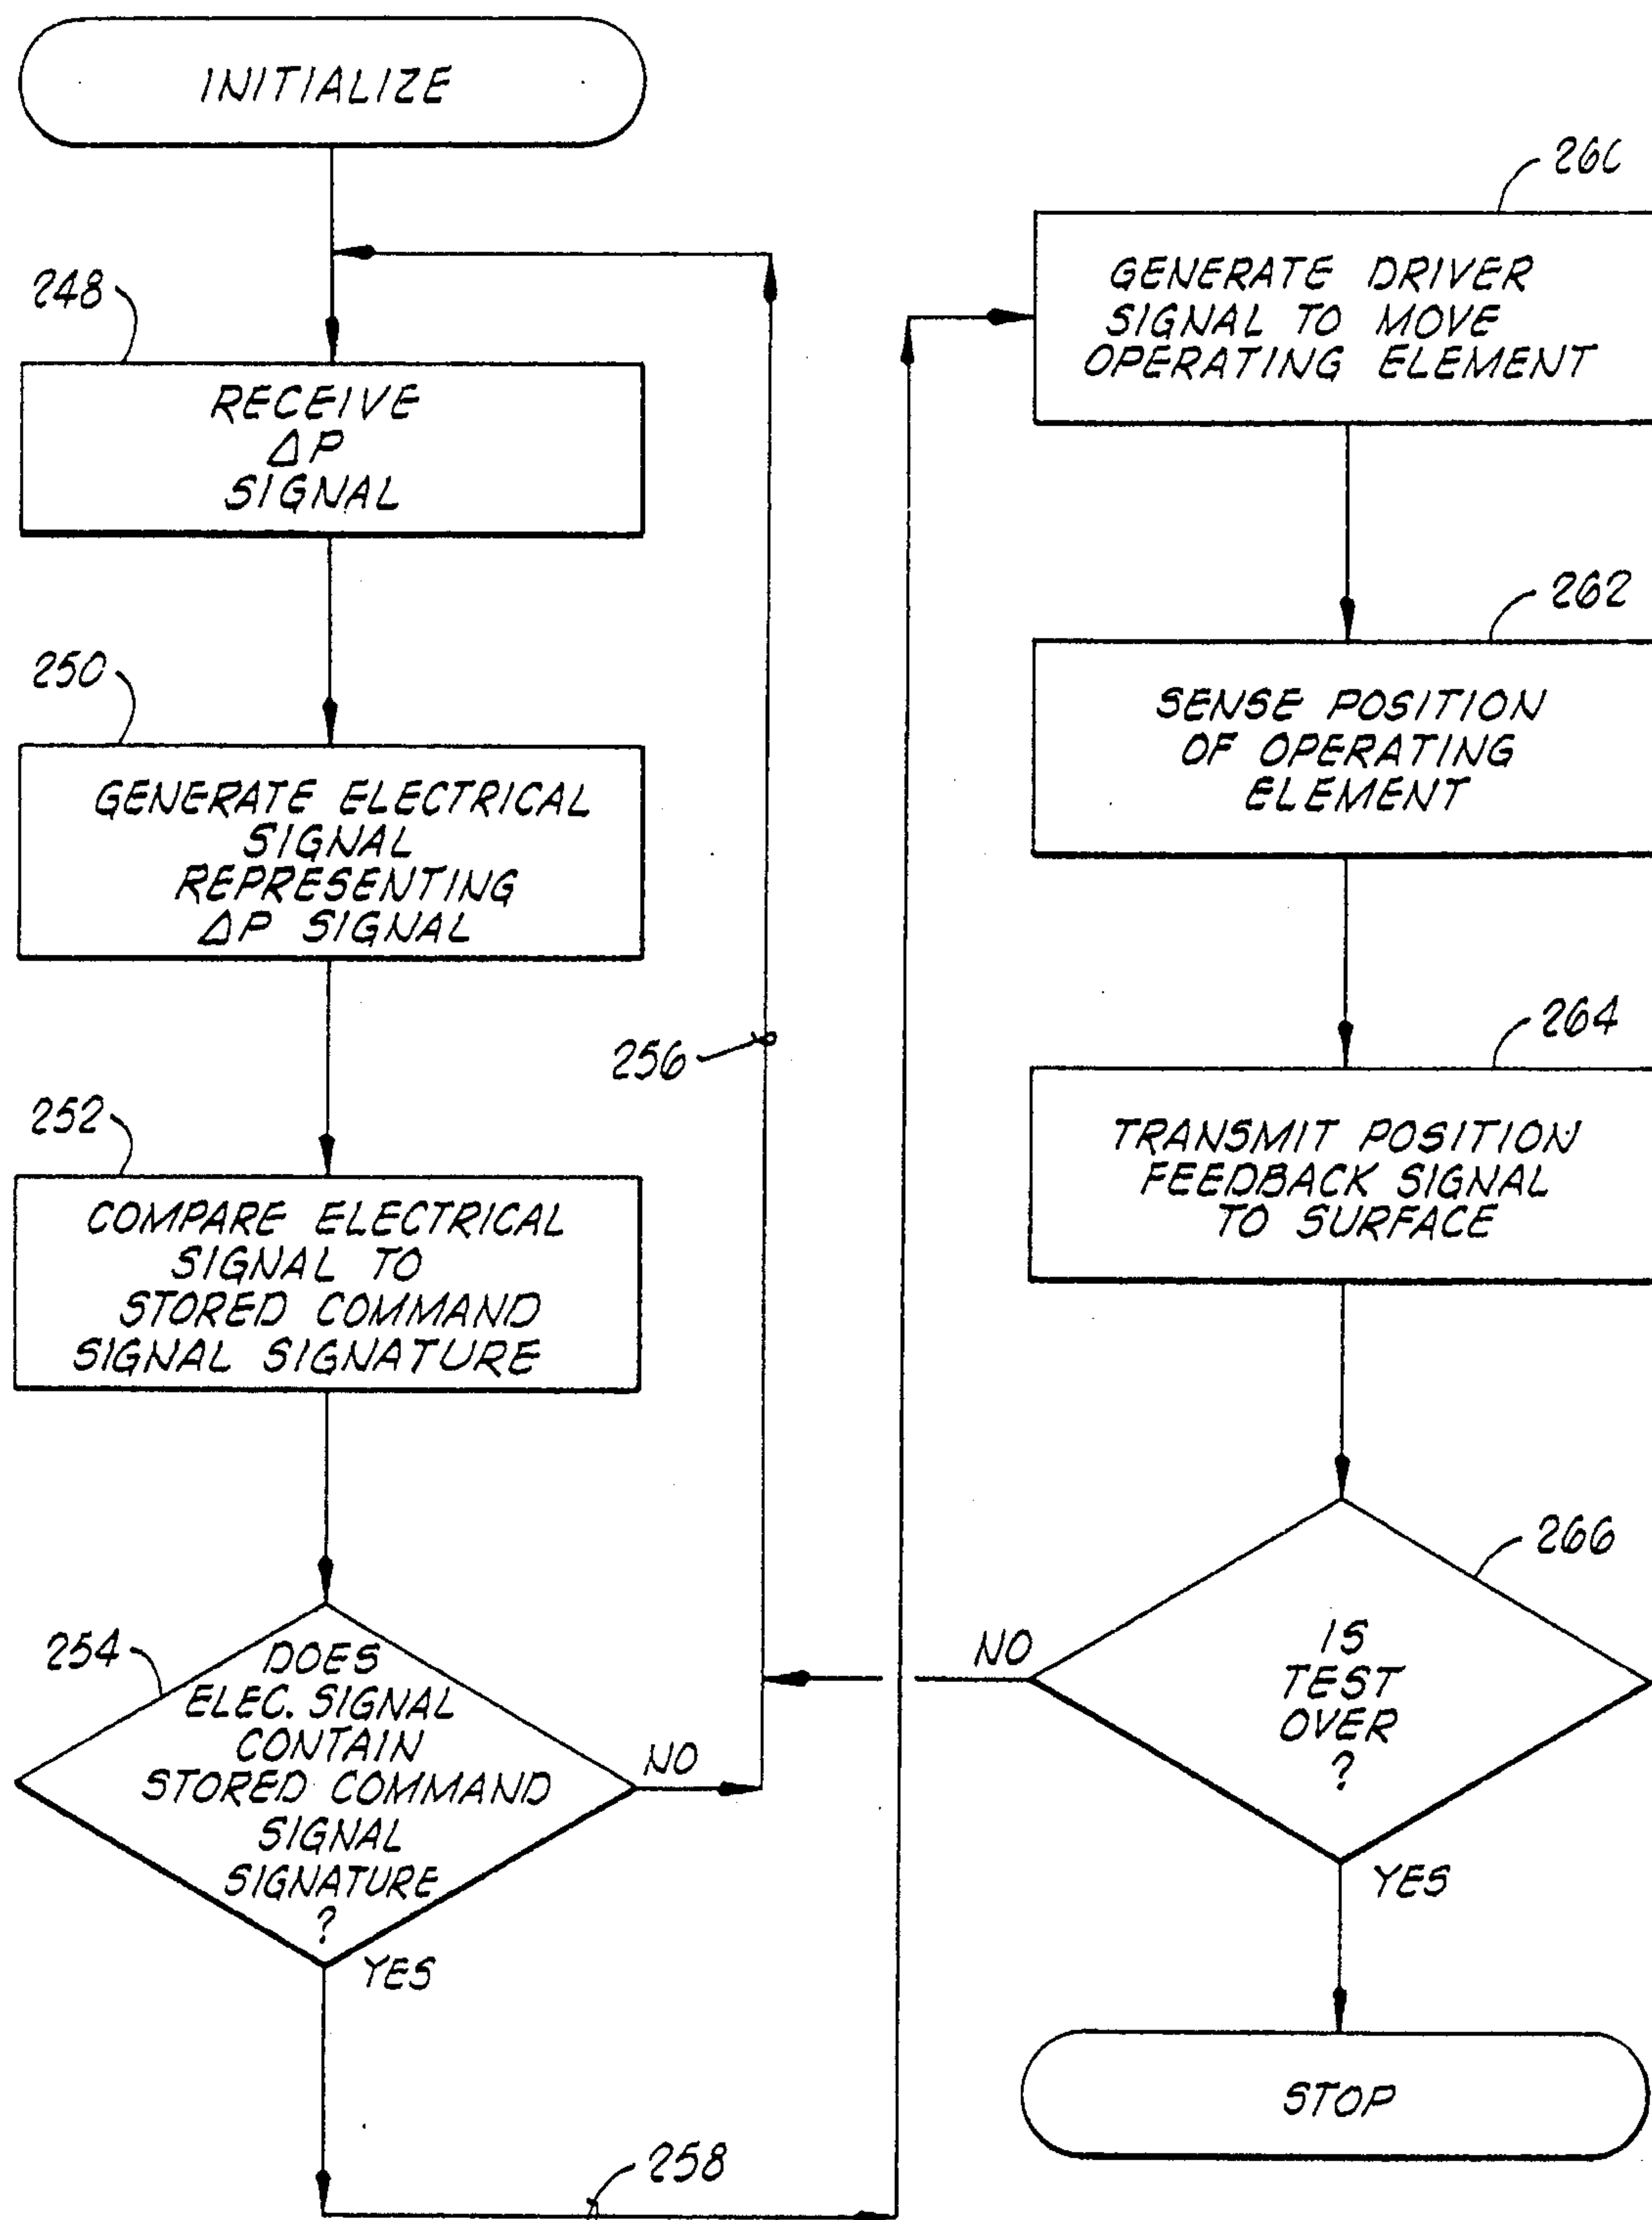 INITIALIZE
248
RECEIVE
ΔP
SIGNAL
250
GENERATE ELECTRICAL
SIGNAL
REPRESENTING
ΔP SIGNAL
256
252
COMPARE ELECTRICAL
SIGNAL TO
STORED COMMAND
SIGNAL SIGNATURE
254
DOES
ELEC. SIGNAL
CONTAIN
STORED COMMAND
SIGNAL
SIGNATURE
?
NO
YES
258
GENERATE DRIVER
SIGNAL TO MOVE
OPERATING ELEMENT
262
SENSE POSITION
OF OPERATING
ELEMENT
264
TRANSMIT POSITION
FEEDBACK SIGNAL
TO SURFACE
266
IS
TEST
OVER
?
NO
YES
STOP